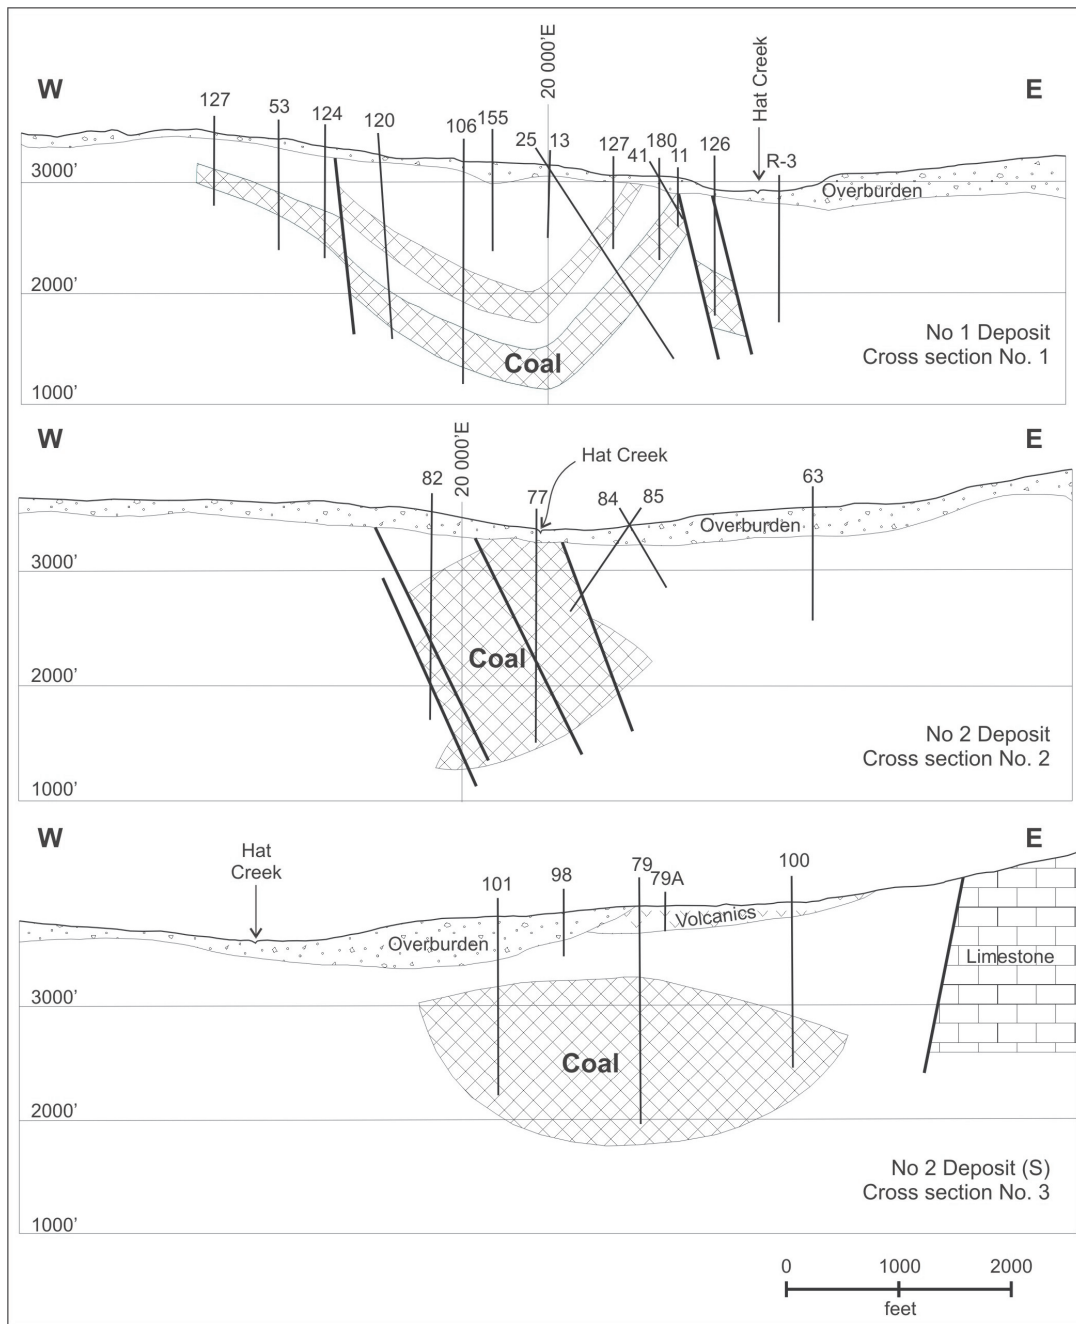 W
E
20 000'E
Hat Creek
127
53
124
120
106
155
25
13
127
41
180
11
126
R-3
Overburden
3000'
2000'
1000'
Coal
No 1 Deposit
Cross section No. 1
W
E
20 000'E
Hat Creek
82
77
84
85
63
Overburden
3000'
2000'
1000'
Coal
No 2 Deposit
Cross section No. 2
W
E
Hat
Creek
101
98
79
79A
100
Overburden
Volcanics
Limestone
3000'
2000'
1000'
Coal
No 2 Deposit (S)
Cross section No. 3
0
1000
2000
feet